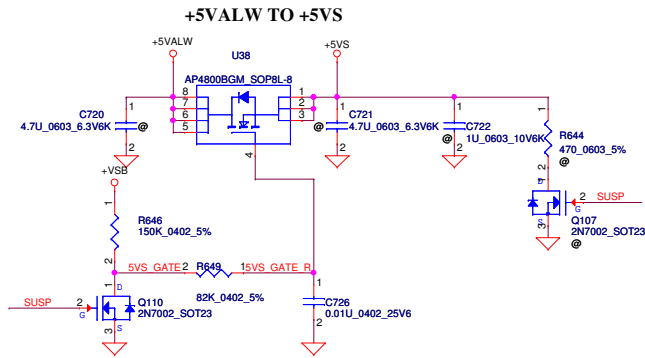 +5VALW TO +5VS
+5VALW
U38
+5VS
AP4800BGM_SOP8L-8
8 1
7 2
6 3
5
4
1
C720
4.7U_0603_6.3V6K
@
2
1
C721
4.7U_0603_6.3V6K
@
2
1
C722
1U_0603_10V6K
@
2
1
R644
470_0603_5%
@
2
+VSB
1
R646
150K_0402_5%
2
1
D
2 SUSP
G
S
3
Q107
2N7002_SOT23
@
5VS_GATE 2 R649 1 5VS_GATE_R
82K_0402_5%
SUSP 2
G
1
D
S
3
Q110
2N7002_SOT23
1
C726
0.01U_0402_25V6
2